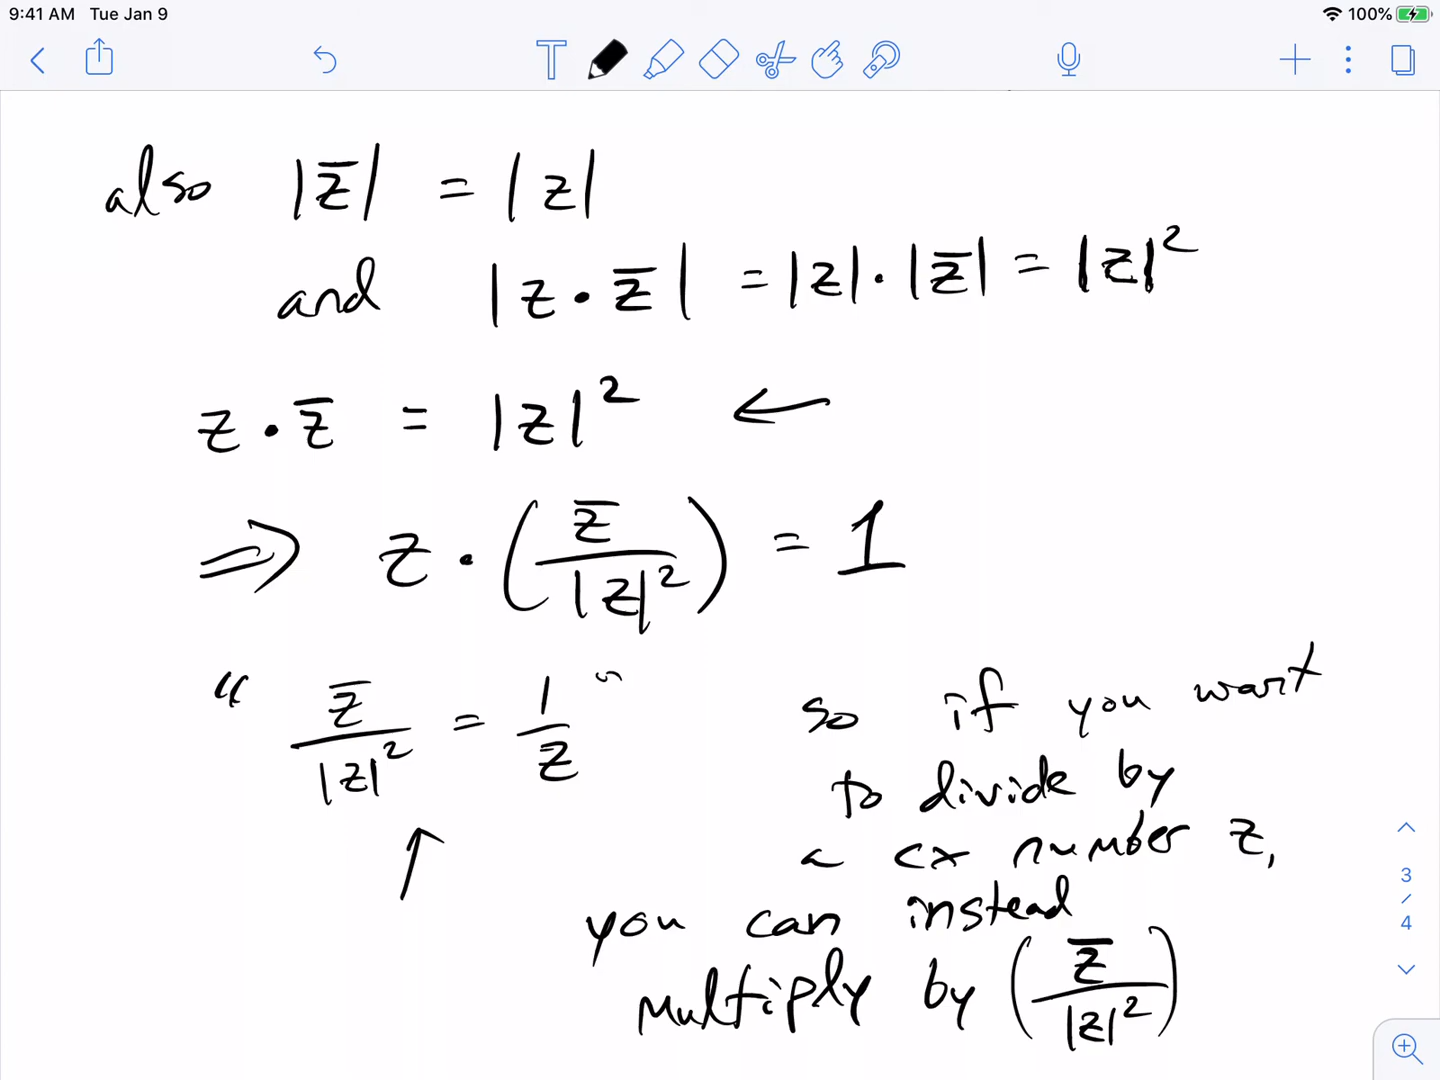 9:41 AM Tue Jan 9 100%
T
also |z̅| = |z|
and |z · z̅| = |z| · |z̅| = |z|²
z · z̅ = |z|² ←
⇒ z · (z̅ / |z|²) = 1
“ z̅ / |z|² = 1 / z ”
↑
so if you want
to divide by
a cx number z,
you can instead
multiply by (z̅ / |z|²)
3 / 4